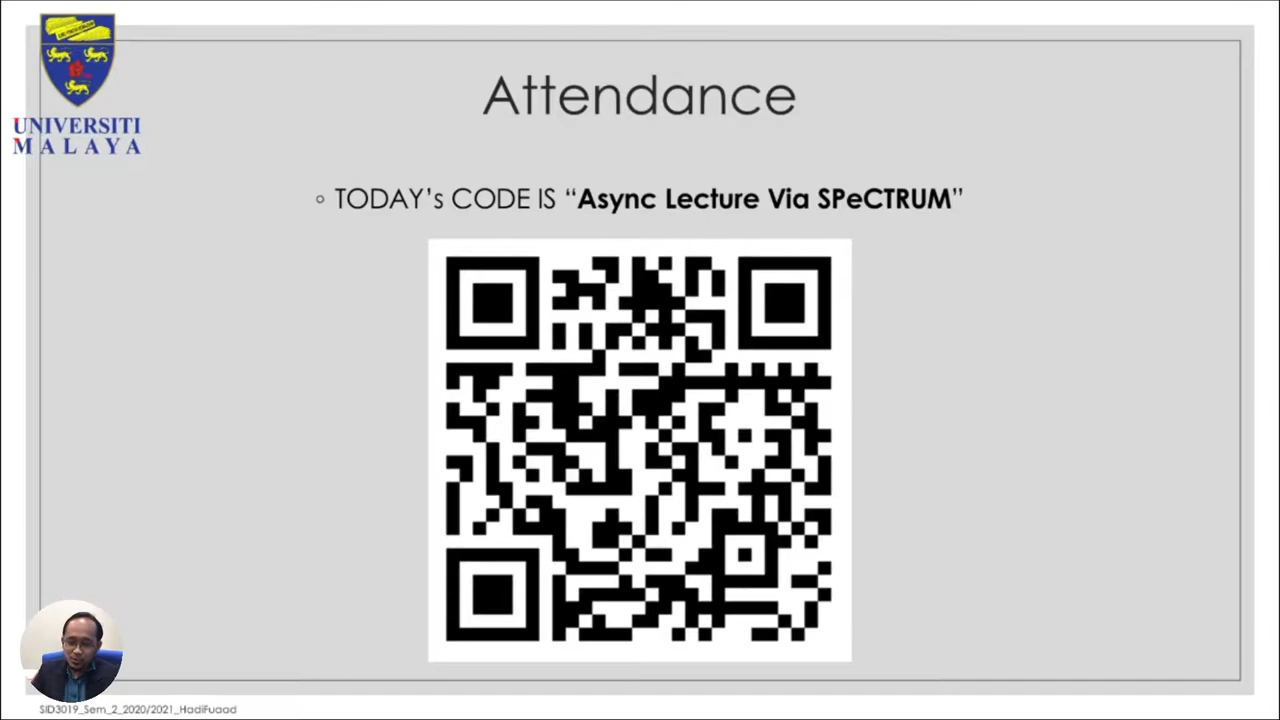 UNIVERSITI
MALAYA
Attendance
TODAY’s CODE IS “Async Lecture Via SPeCTRUM”
SID3019_Sem_2_2020/2021_HadiFuaad